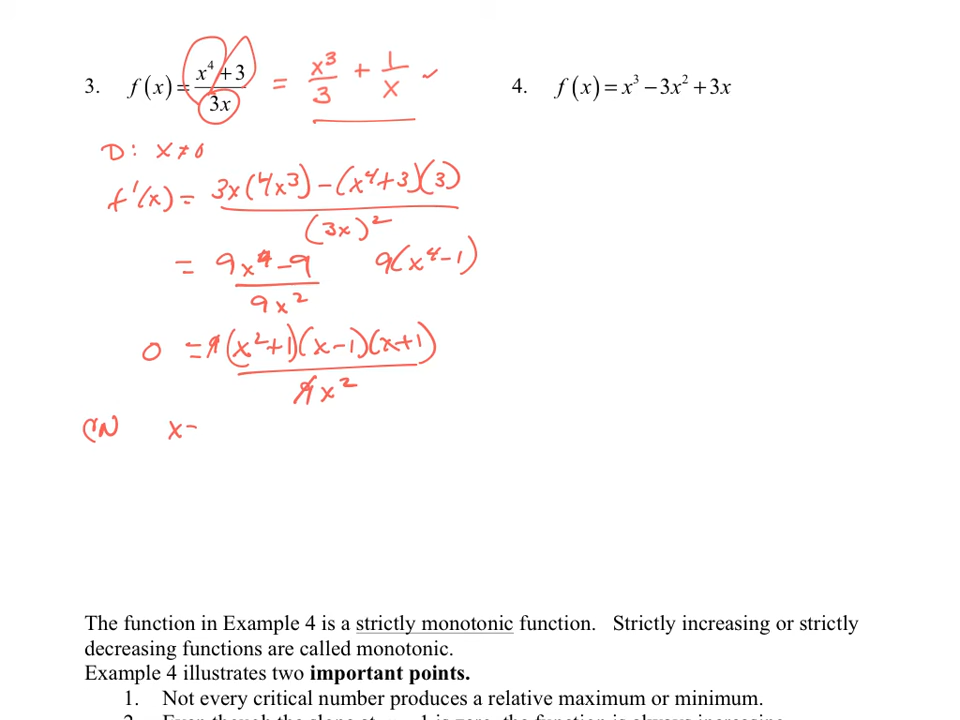 3. f(x) = (x⁴ + 3)/(3x) = x³/3 + 1/x ✓
4. f(x) = x³ − 3x² + 3x
D: x ≠ 0
f'(x) = (3x(4x³) − (x⁴+3)(3))/(3x)²
= (9x⁴ − 9)/(9x²) 9(x⁴−1)
0 = 9(x²+1)(x−1)(x+1)/(9x²)
CN x=
The function in Example 4 is a strictly monotonic function. Strictly increasing or strictly
decreasing functions are called monotonic.
Example 4 illustrates two important points.
1. Not every critical number produces a relative maximum or minimum.